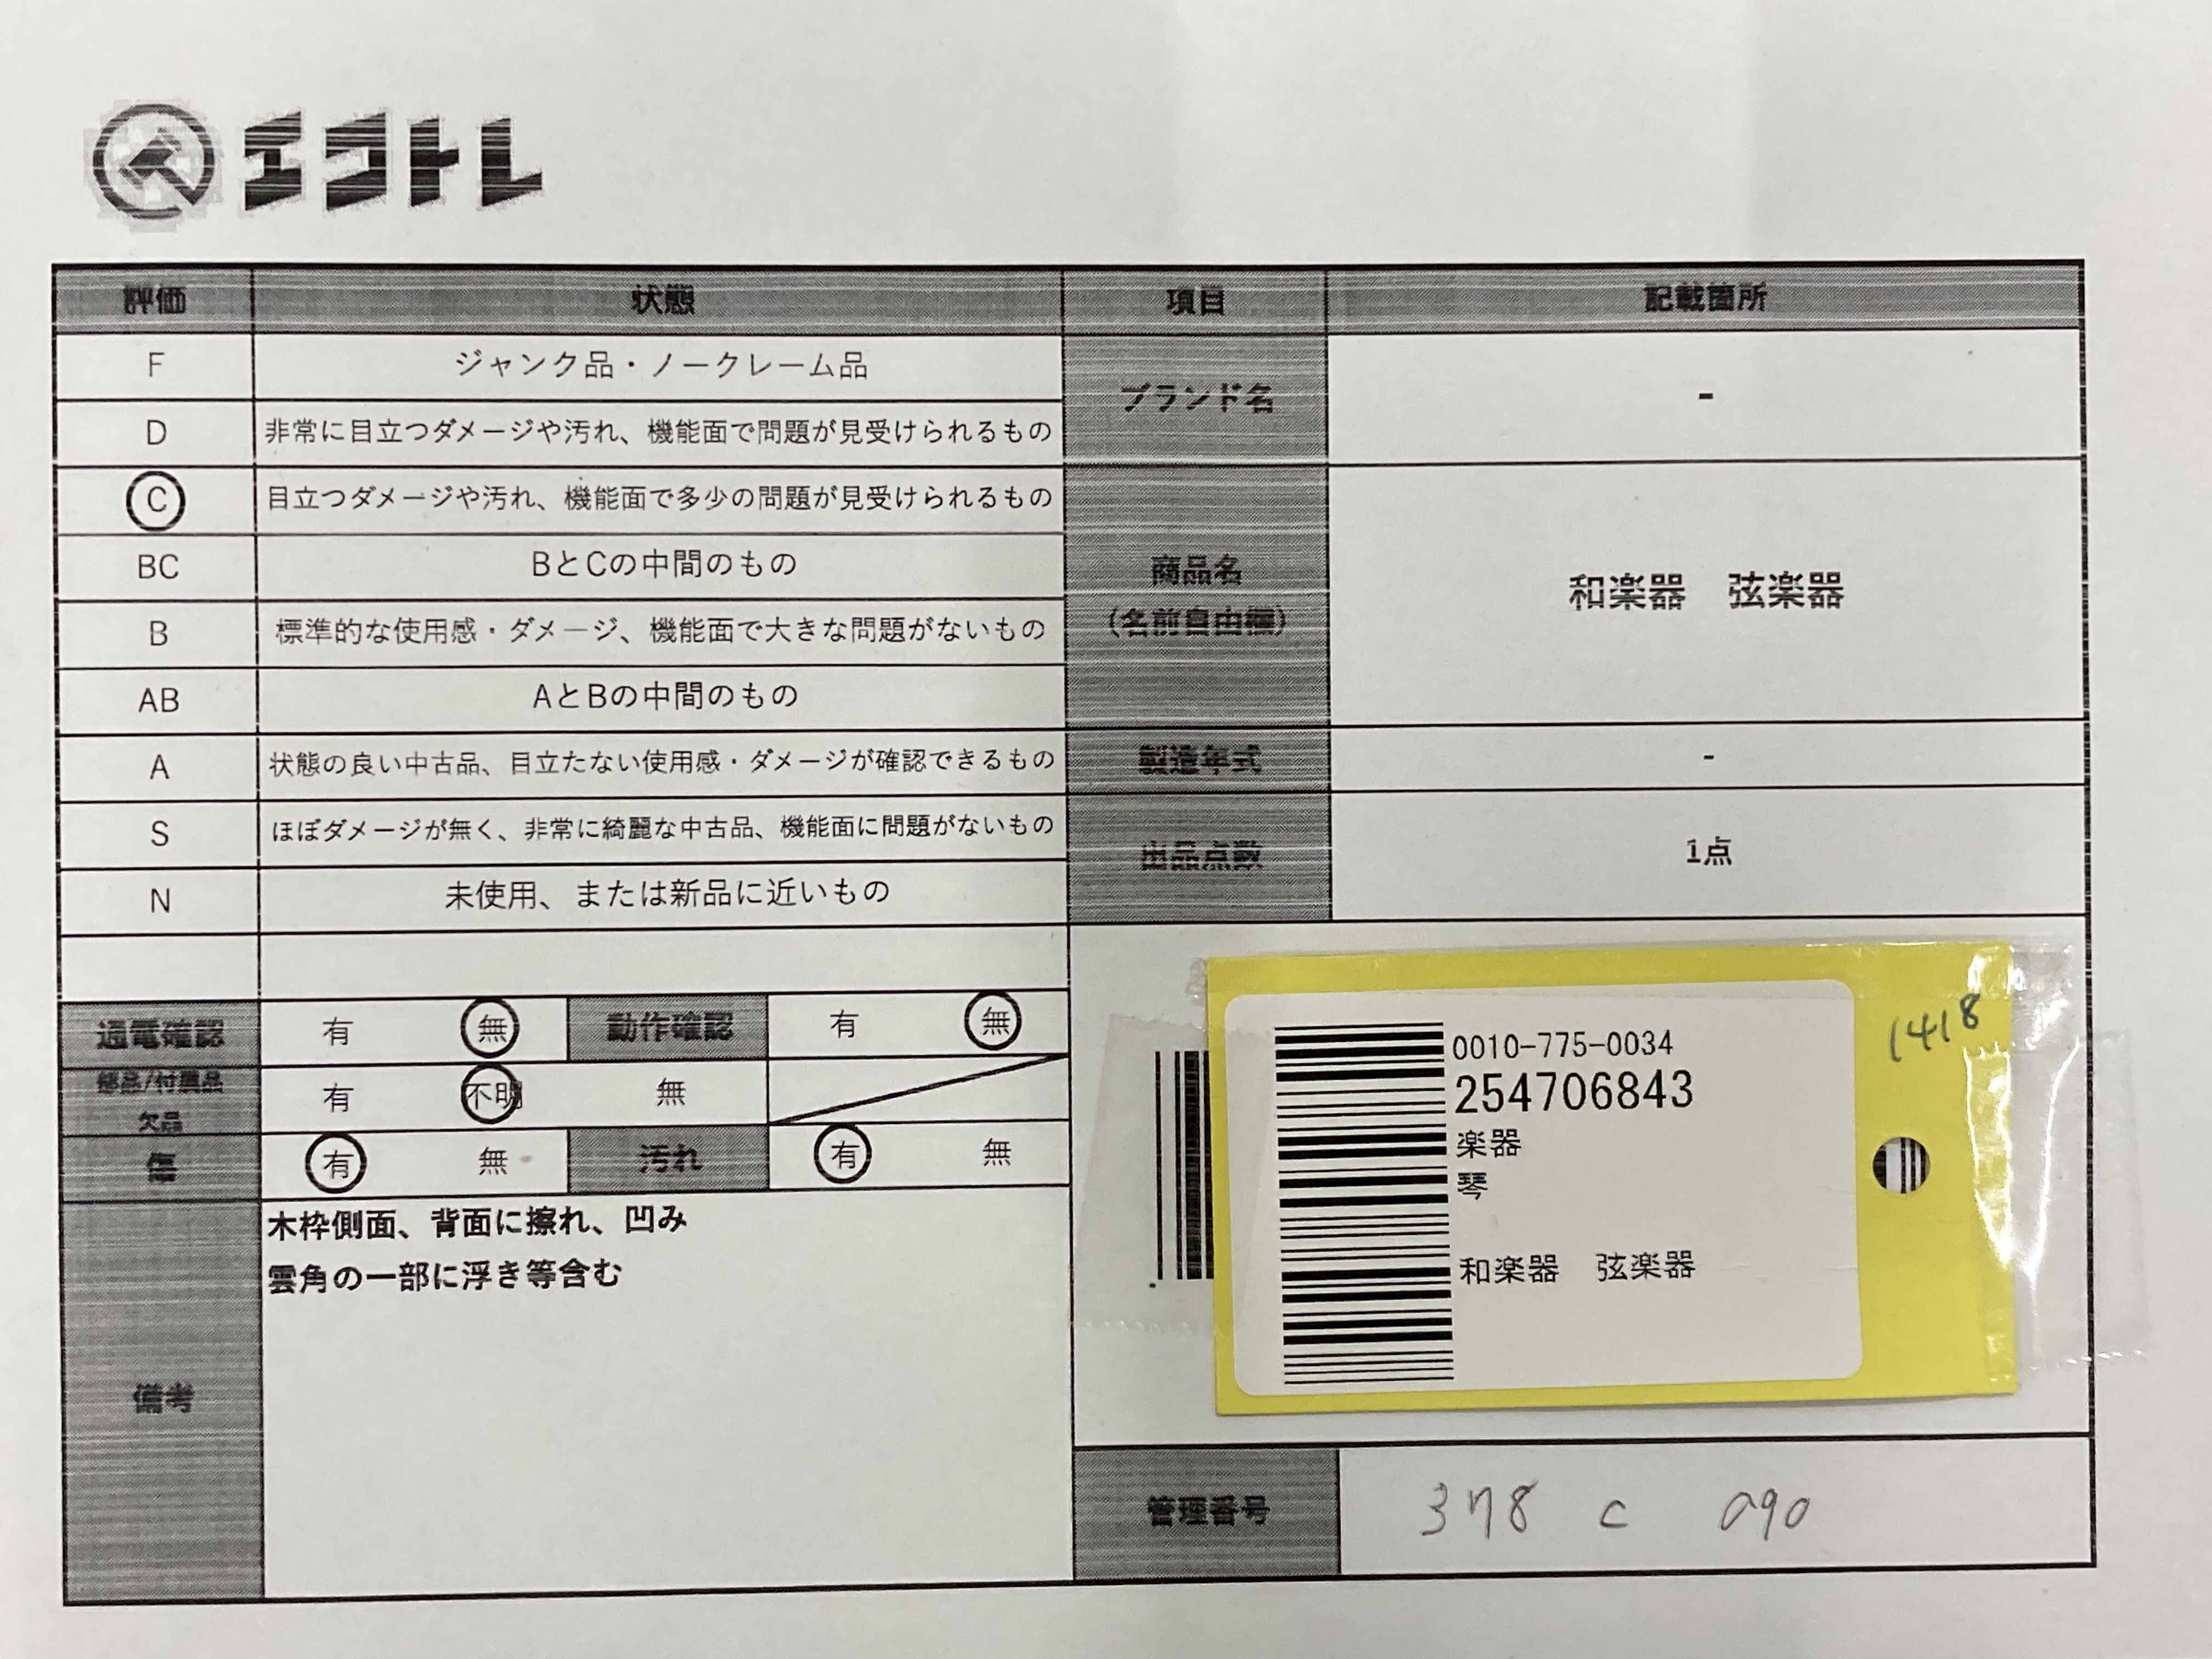 エコトレ
評価 状態 項目 記載箇所
F ジャンク品・ノークレーム品
ブランド名 -
D 非常に目立つダメージや汚れ、機能面で問題が見受けられるもの
C 目立つダメージや汚れ、機能面で多少の問題が見受けられるもの
BC BとCの中間のもの
商品名
(名前自由欄)
和楽器 弦楽器
B 標準的な使用感・ダメージ、機能面で大きな問題がないもの
AB AとBの中間のもの
A 状態の良い中古品、目立たない使用感・ダメージが確認できるもの
製造年式 -
S ほぼダメージが無く、非常に綺麗な中古品、機能面に問題がないもの
出品点数 1点
N 未使用、または新品に近いもの
通電確認 有 無 動作確認 有 無
部品/付属品
欠品
有 不明 無
傷 有 無 汚れ 有 無
備考
木枠側面、背面に擦れ、凹み
雲角の一部に浮き等含む
0010-775-0034
254706843
楽器
琴
和楽器 弦楽器
1418
管理番号 378 C 090